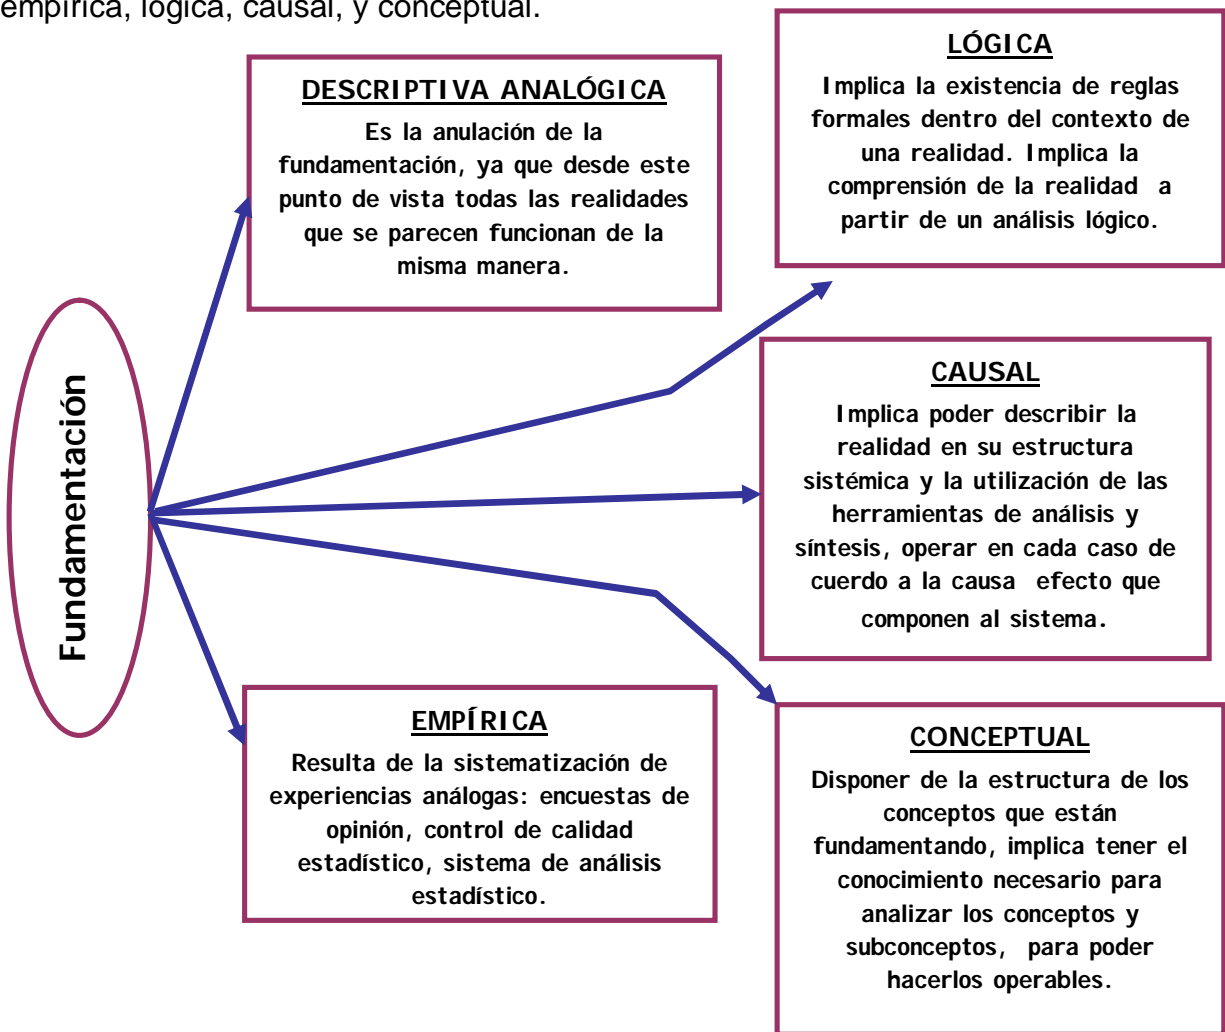 empírica, lógica, causal, y conceptual.
DESCRIPTIVA ANALÓGICA
Es la anulación de la
fundamentación, ya que desde este
punto de vista todas las realidades
que se parecen funcionan de la
misma manera.
LÓGICA
Implica la existencia de reglas
formales dentro del contexto de
una realidad. Implica la
comprensión de la realidad a
partir de un análisis lógico.
Fundamentación
CAUSAL
Implica poder describir la
realidad en su estructura
sistémica y la utilización de las
herramientas de análisis y
síntesis, operar en cada caso de
cuerdo a la causa efecto que
componen al sistema.
EMPÍRICA
Resulta de la sistematización de
experiencias análogas: encuestas de
opinión, control de calidad
estadístico, sistema de análisis
estadístico.
CONCEPTUAL
Disponer de la estructura de los
conceptos que están
fundamentando, implica tener el
conocimiento necesario para
analizar los conceptos y
subconceptos, para poder
hacerlos operables.